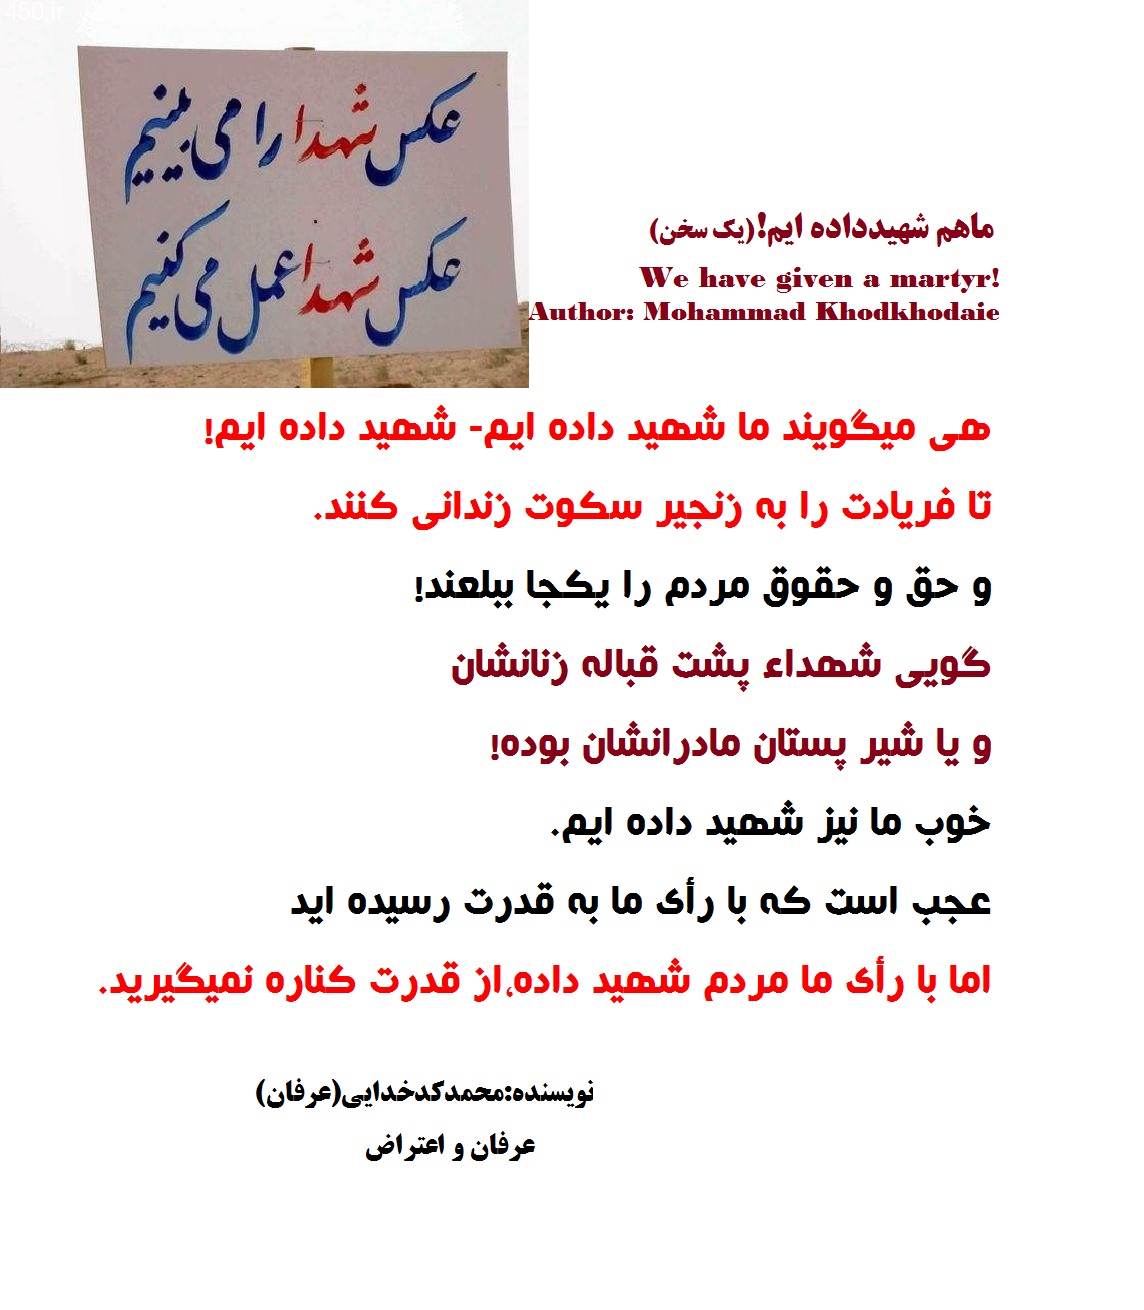 450.ir
عکس شهدا را می بینیم
عکس شهدا عمل می کنیم
ماهم شهیدداده ایم!(یک سخن)
We have given a martyr!
Author: Mohammad Khodkhodaie
هی میگویند ما شهید داده ایم- شهید داده ایم!
تا فریادت را به زنجیر سکوت زندانی کنند.
و حق و حقوق مردم را یکجا ببلعند!
گویی شهداء پشت قباله زنانشان
و یا شیر پستان مادرانشان بوده!
خوب ما نیز شهید داده ایم.
عجب است که با رأی ما به قدرت رسیده اید
اما با رأی ما مردم شهید داده،از قدرت کناره نمیگیرید.
نویسنده:محمدکدخدایی(عرفان)
عرفان و اعتراض